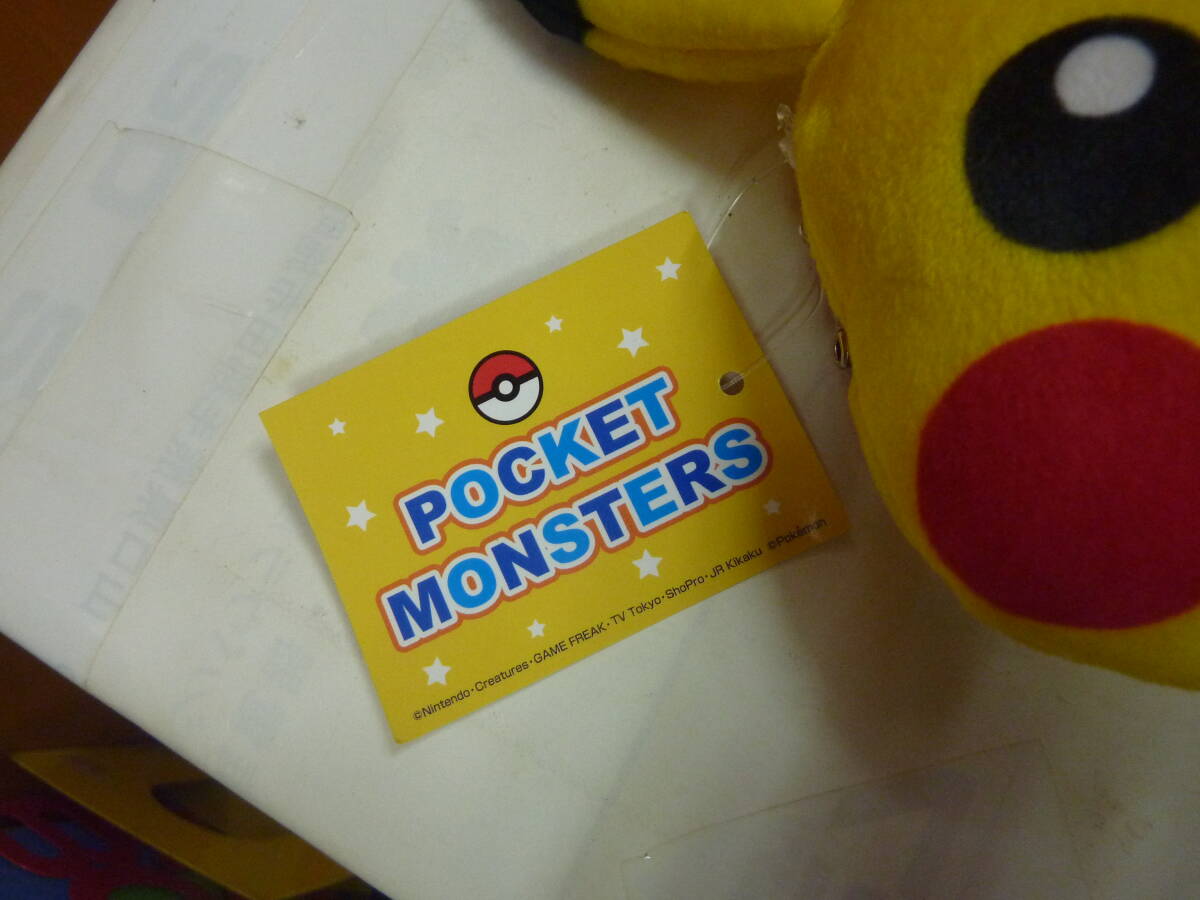 POCKET
MONSTERS
©Nintendo・Creatures・GAME FREAK・TV Tokyo・ShoPro・JR Kikaku ©Pokémon